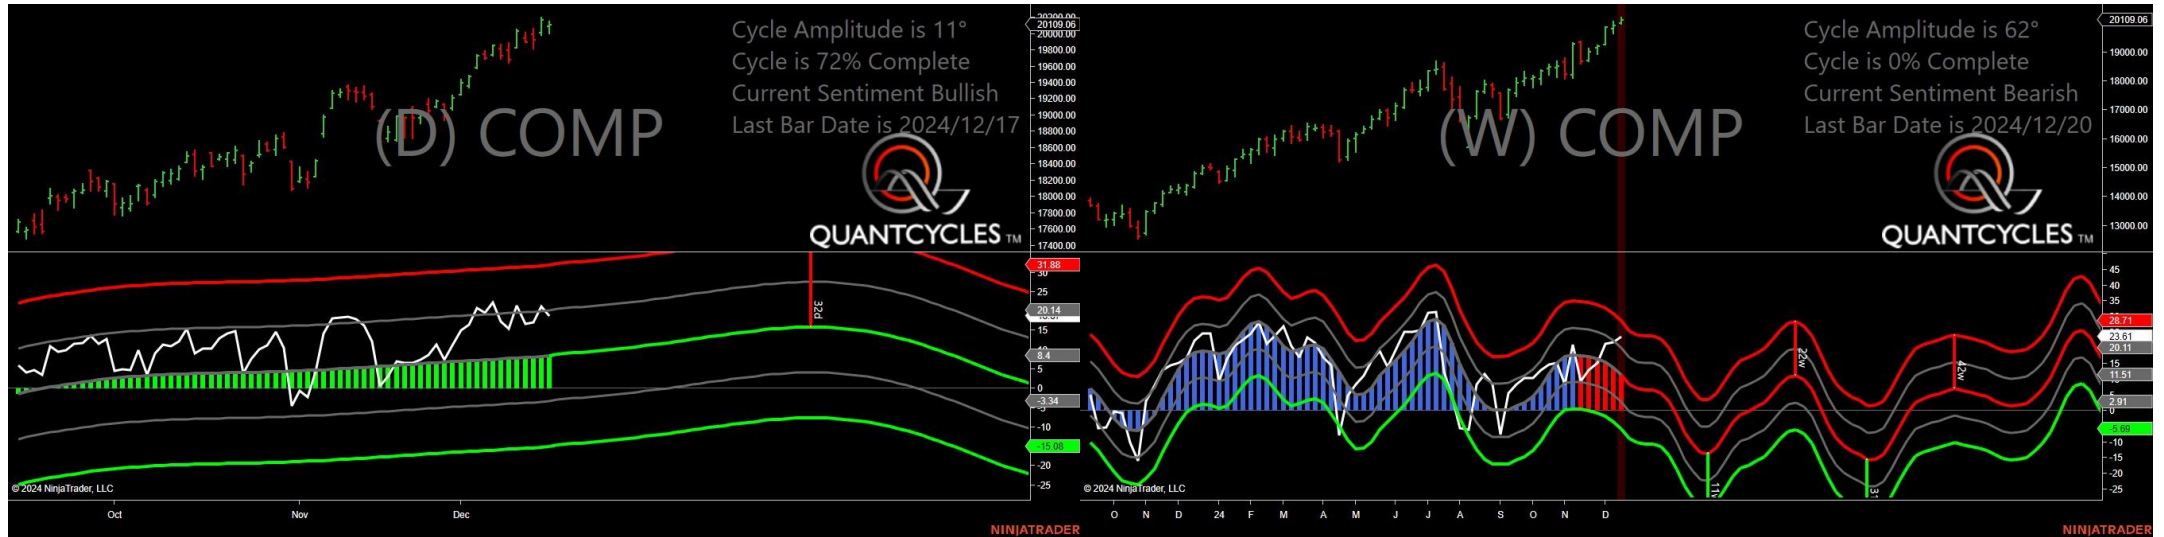 Cycle Amplitude is 11°
Cycle is 72% Complete
Current Sentiment Bullish
Last Bar Date is 2024/12/17
(D) COMP
QUANTCYCLES TM
20200.00
20109.06
20000.00
19800.00
19600.00
19400.00
19200.00
19000.00
18800.00
18600.00
18400.00
18200.00
18000.00
17800.00
17600.00
17400.00
32d
31.88
30
25
20.14
15
8.4
5
0
-3.34
-5
-10
-15.08
-20
-25
© 2024 NinjaTrader, LLC
Oct Nov Dec
NINJATRADER
Cycle Amplitude is 62°
Cycle is 0% Complete
Current Sentiment Bearish
Last Bar Date is 2024/12/20
(W) COMP
QUANTCYCLES TM
20109.06
19000.00
18000.00
17000.00
16000.00
15000.00
14000.00
13000.00
22w
42w
45
40
35
28.71
23.61
20.11
15
11.51
5
2.91
0
-5.69
-10
-15
-20
-25
© 2024 NinjaTrader, LLC
O N D 24 F M A M J J A S O N D
NINJATRADER